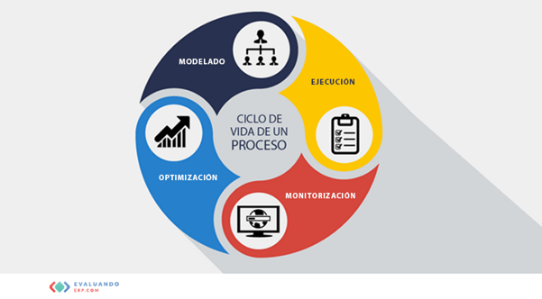 MODELADO
EJECUCIÓN
CICLO DE
VIDA DE UN
PROCESO
OPTIMIZACIÓN
MONITORIZACIÓN
EVALUANDO
ERP.COM